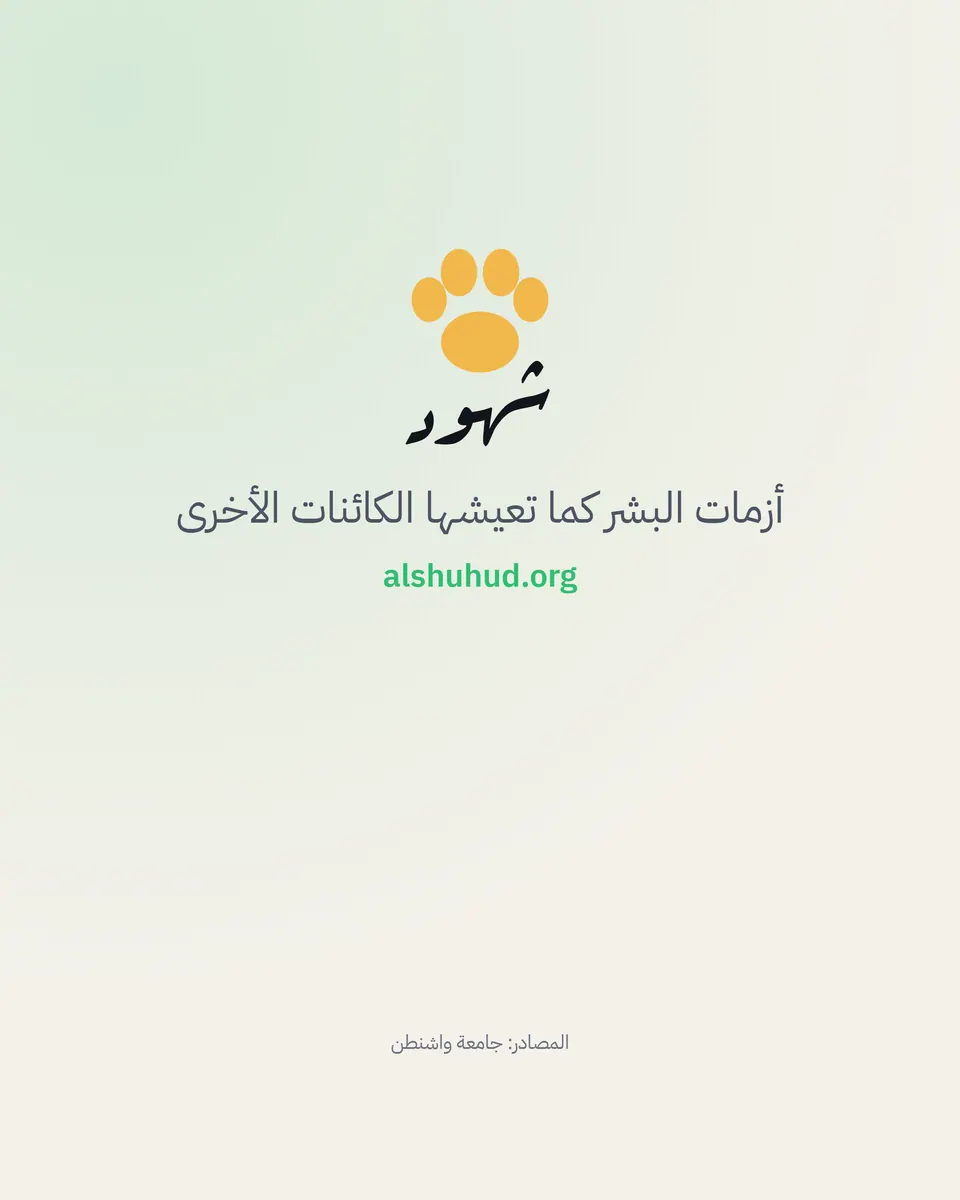 شهود
أزمات البشر كما تعيشها الكائنات الأخرى
alshuhud.org
المصادر: جامعة واشنطن